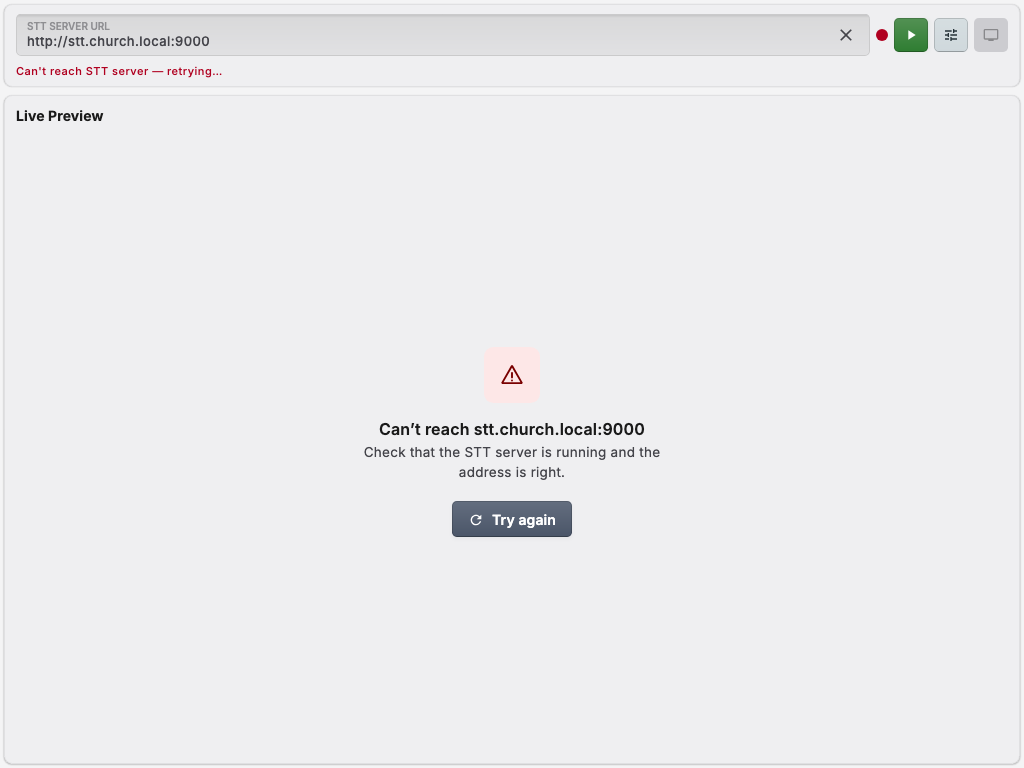 STT SERVER URL
http://stt.church.local:9000
Can't reach STT server — retrying...
Live Preview
Can’t reach stt.church.local:9000
Check that the STT server is running and the
address is right.
Try again